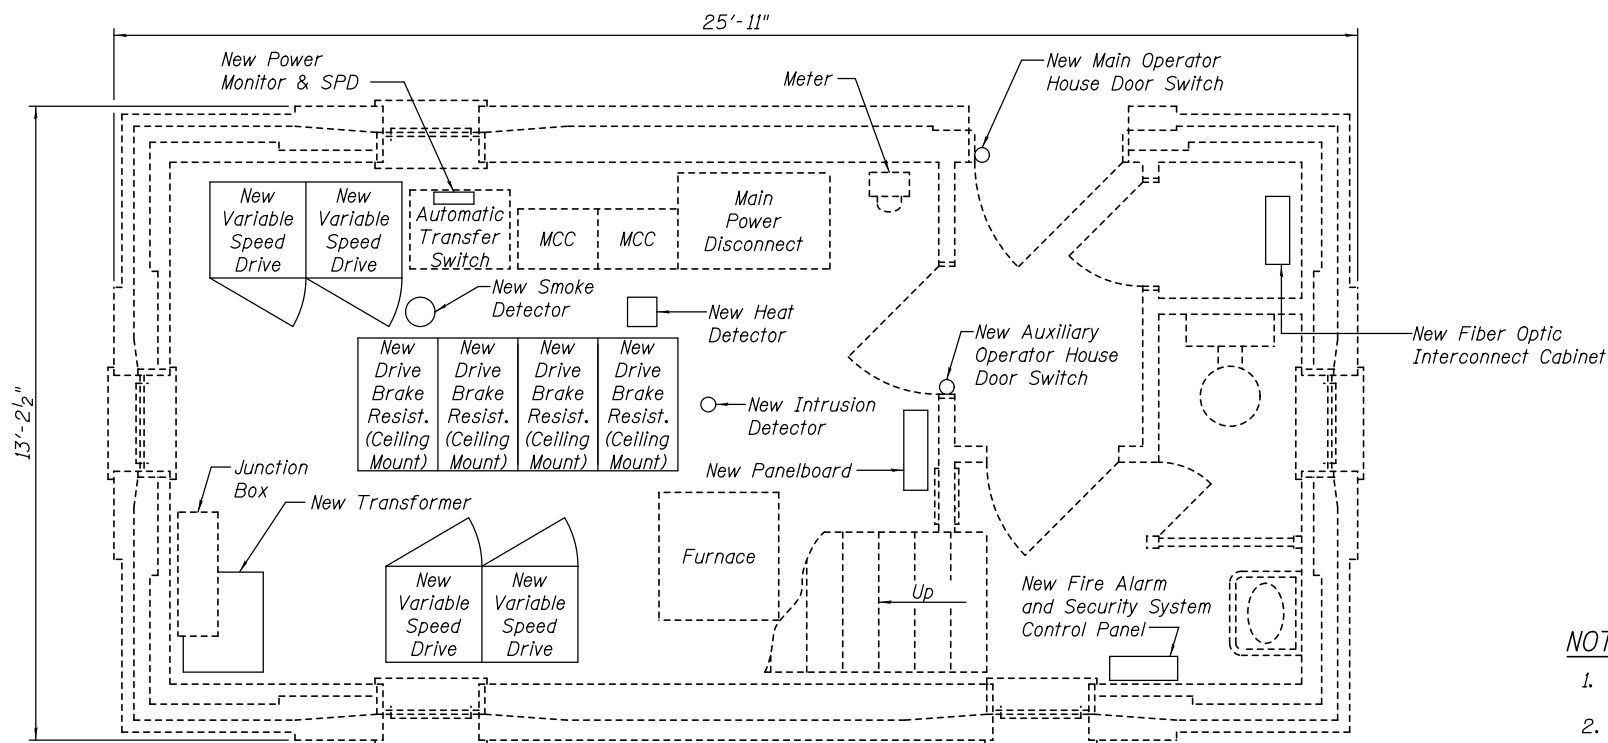 25'-11"
New Power
Monitor & SPD
Meter
New Main Operator
House Door Switch
New
Variable
Speed
Drive
New
Variable
Speed
Drive
Automatic
Transfer
Switch
MCC
MCC
Main
Power
Disconnect
New Smoke
Detector
New Heat
Detector
New Auxiliary
Operator House
Door Switch
New Fiber Optic
Interconnect Cabinet
13'-2½"
New
Drive
Brake
Resist.
(Ceiling
Mount)
New
Drive
Brake
Resist.
(Ceiling
Mount)
New
Drive
Brake
Resist.
(Ceiling
Mount)
New
Drive
Brake
Resist.
(Ceiling
Mount)
New Intrusion
Detector
New Panelboard
Junction
Box
New Transformer
Furnace
Up
New
Variable
Speed
Drive
New
Variable
Speed
Drive
New Fire Alarm
and Security System
Control Panel
NOT
1.
2.